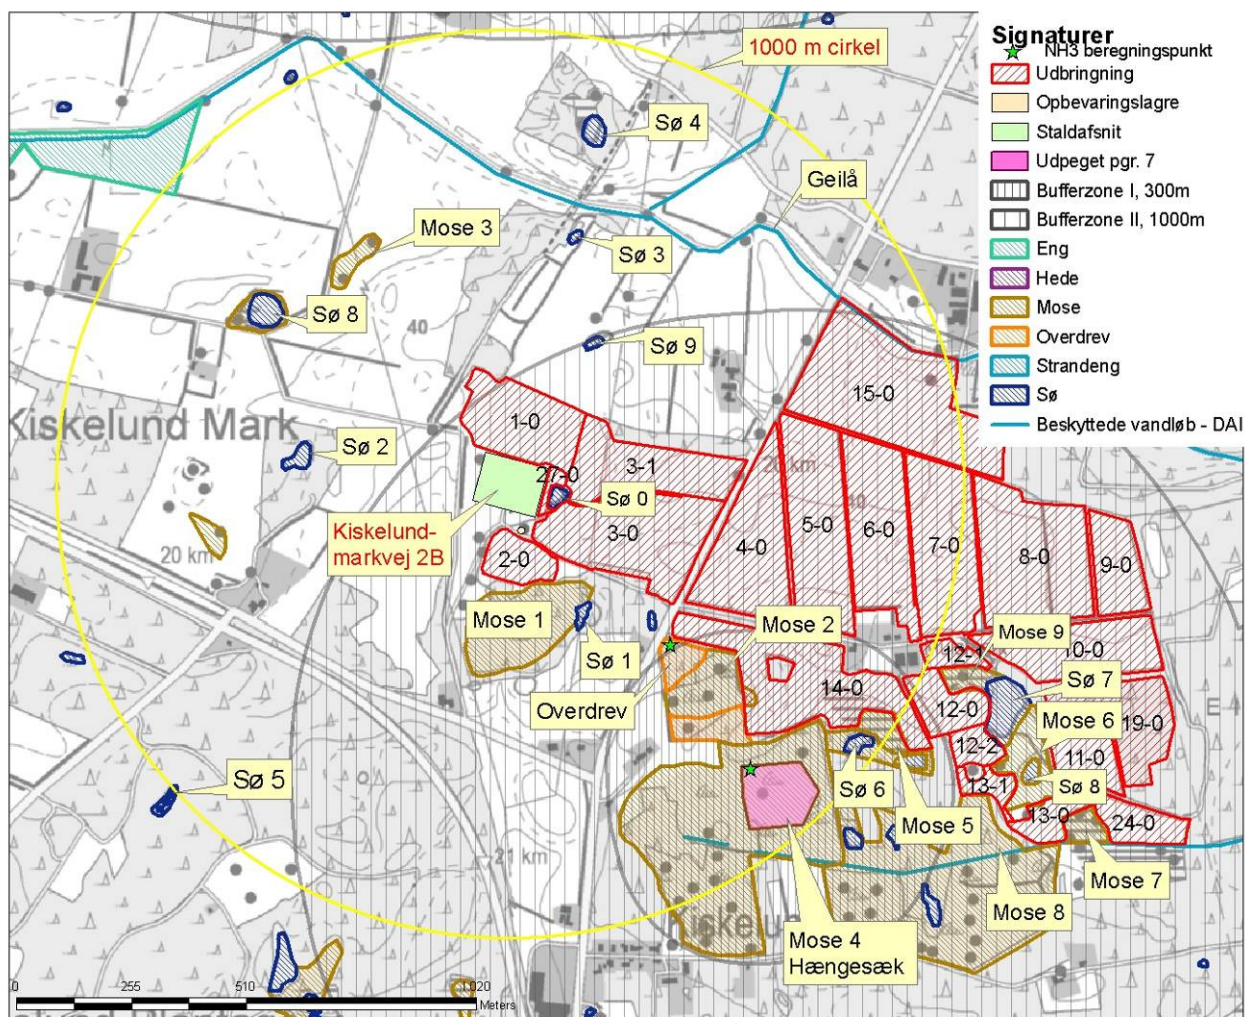 Signaturer
NH3 beregningspunkt
Udbringning
Opbevaringslagre
Staldafsnit
Udpeget pgr. 7
Bufferzone I, 300m
Bufferzone II, 1000m
Eng
Hede
Mose
Overdrev
Strandeng
Sø
Beskyttede vandløb - DAI
1000 m cirkel
Sø 4
Geilå
Mose 3
Sø 3
Sø 8
40
Sø 9
15-0
1-0
Kiskelund Mark
Sø 2
3-1
20 km
27-0
Sø 0
Kiskelund-
markvej 2B
3-0
4-0
5-0
6-0
7-0
8-0
9-0
20 km
2-0
Mose 1
Sø 1
Mose 2
Mose 9
12-1
10-0
Overdrev
14-0
12-0
Sø 7
Mose 6
19-0
12-2
11-0
Sø 5
Sø 6
13-1
Sø 8
Mose 5
13-0
24-0
21 km
Mose 7
Mose 8
Kiskelund
Mose 4
Hængesæk
0 255 510 1.020
Meters